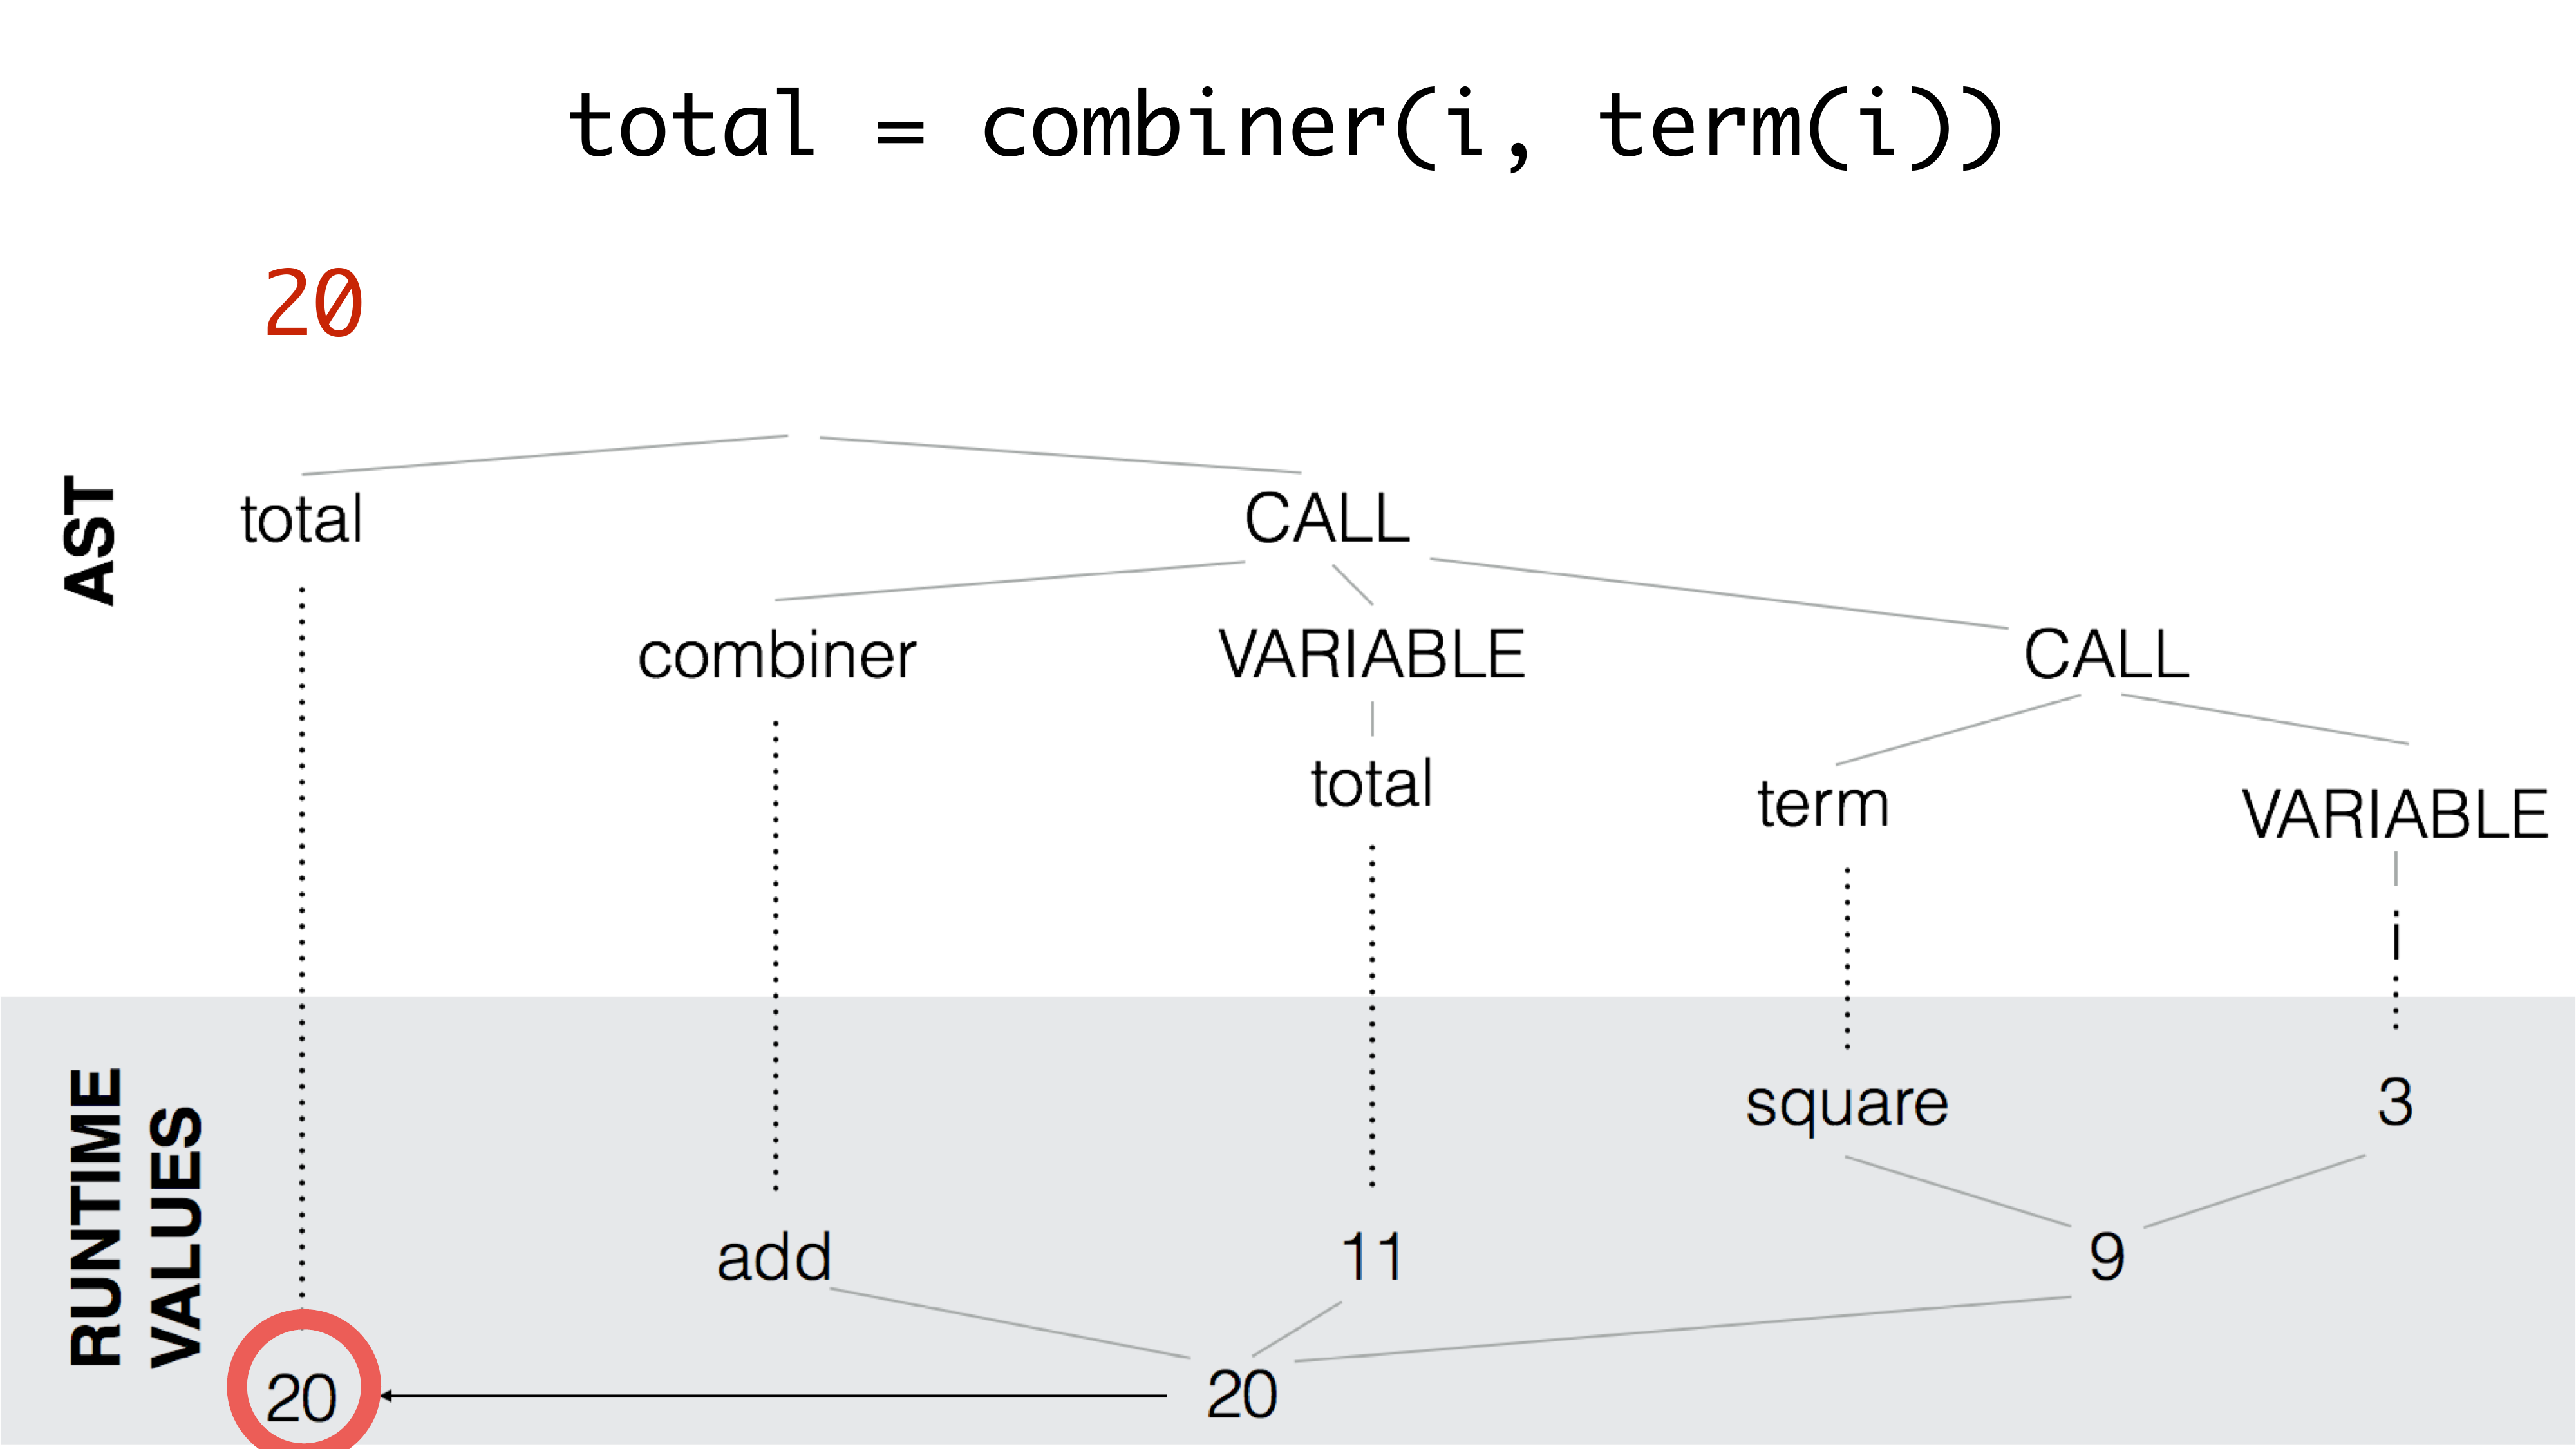 total = combiner(i, term(i))
20
AST
total
CALL
combiner
VARIABLE
CALL
total
term
VARIABLE
i
RUNTIME
VALUES
square
3
add
11
9
20
20